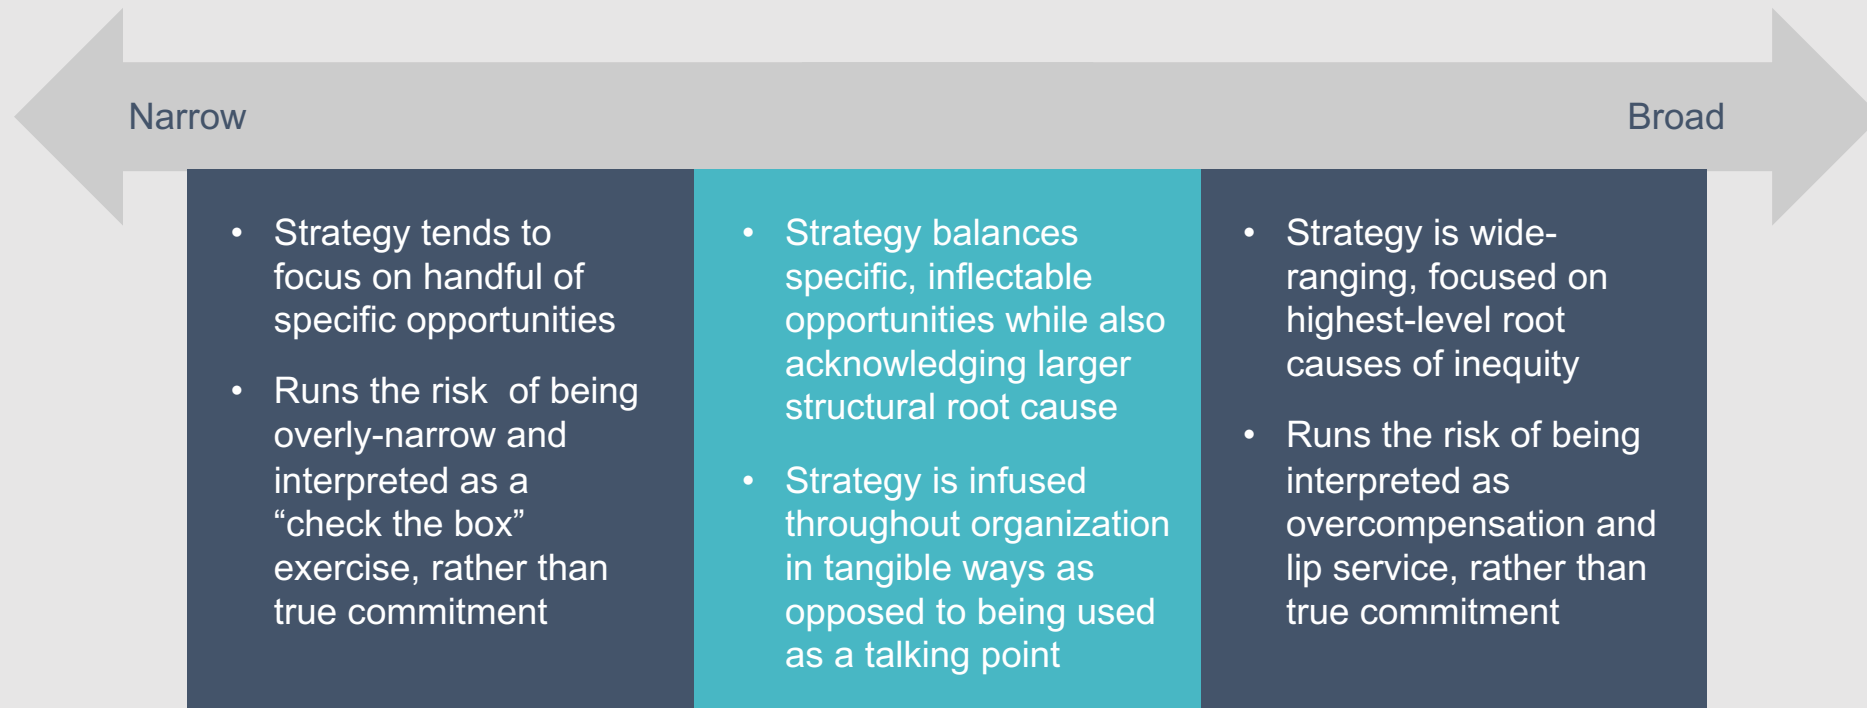 Narrow
Broad
• Strategy tends to
focus on handful of
specific opportunities
• Runs the risk  of being
overly-narrow and
interpreted as a
“check the box”
exercise, rather than
true commitment
• Strategy balances
specific, inflectable
opportunities while also
acknowledging larger
structural root cause
• Strategy is infused
throughout organization
in tangible ways as
opposed to being used
as a talking point
• Strategy is wide-
ranging, focused on
highest-level root
causes of inequity
• Runs the risk of being
interpreted as
overcompensation and
lip service, rather than
true commitment